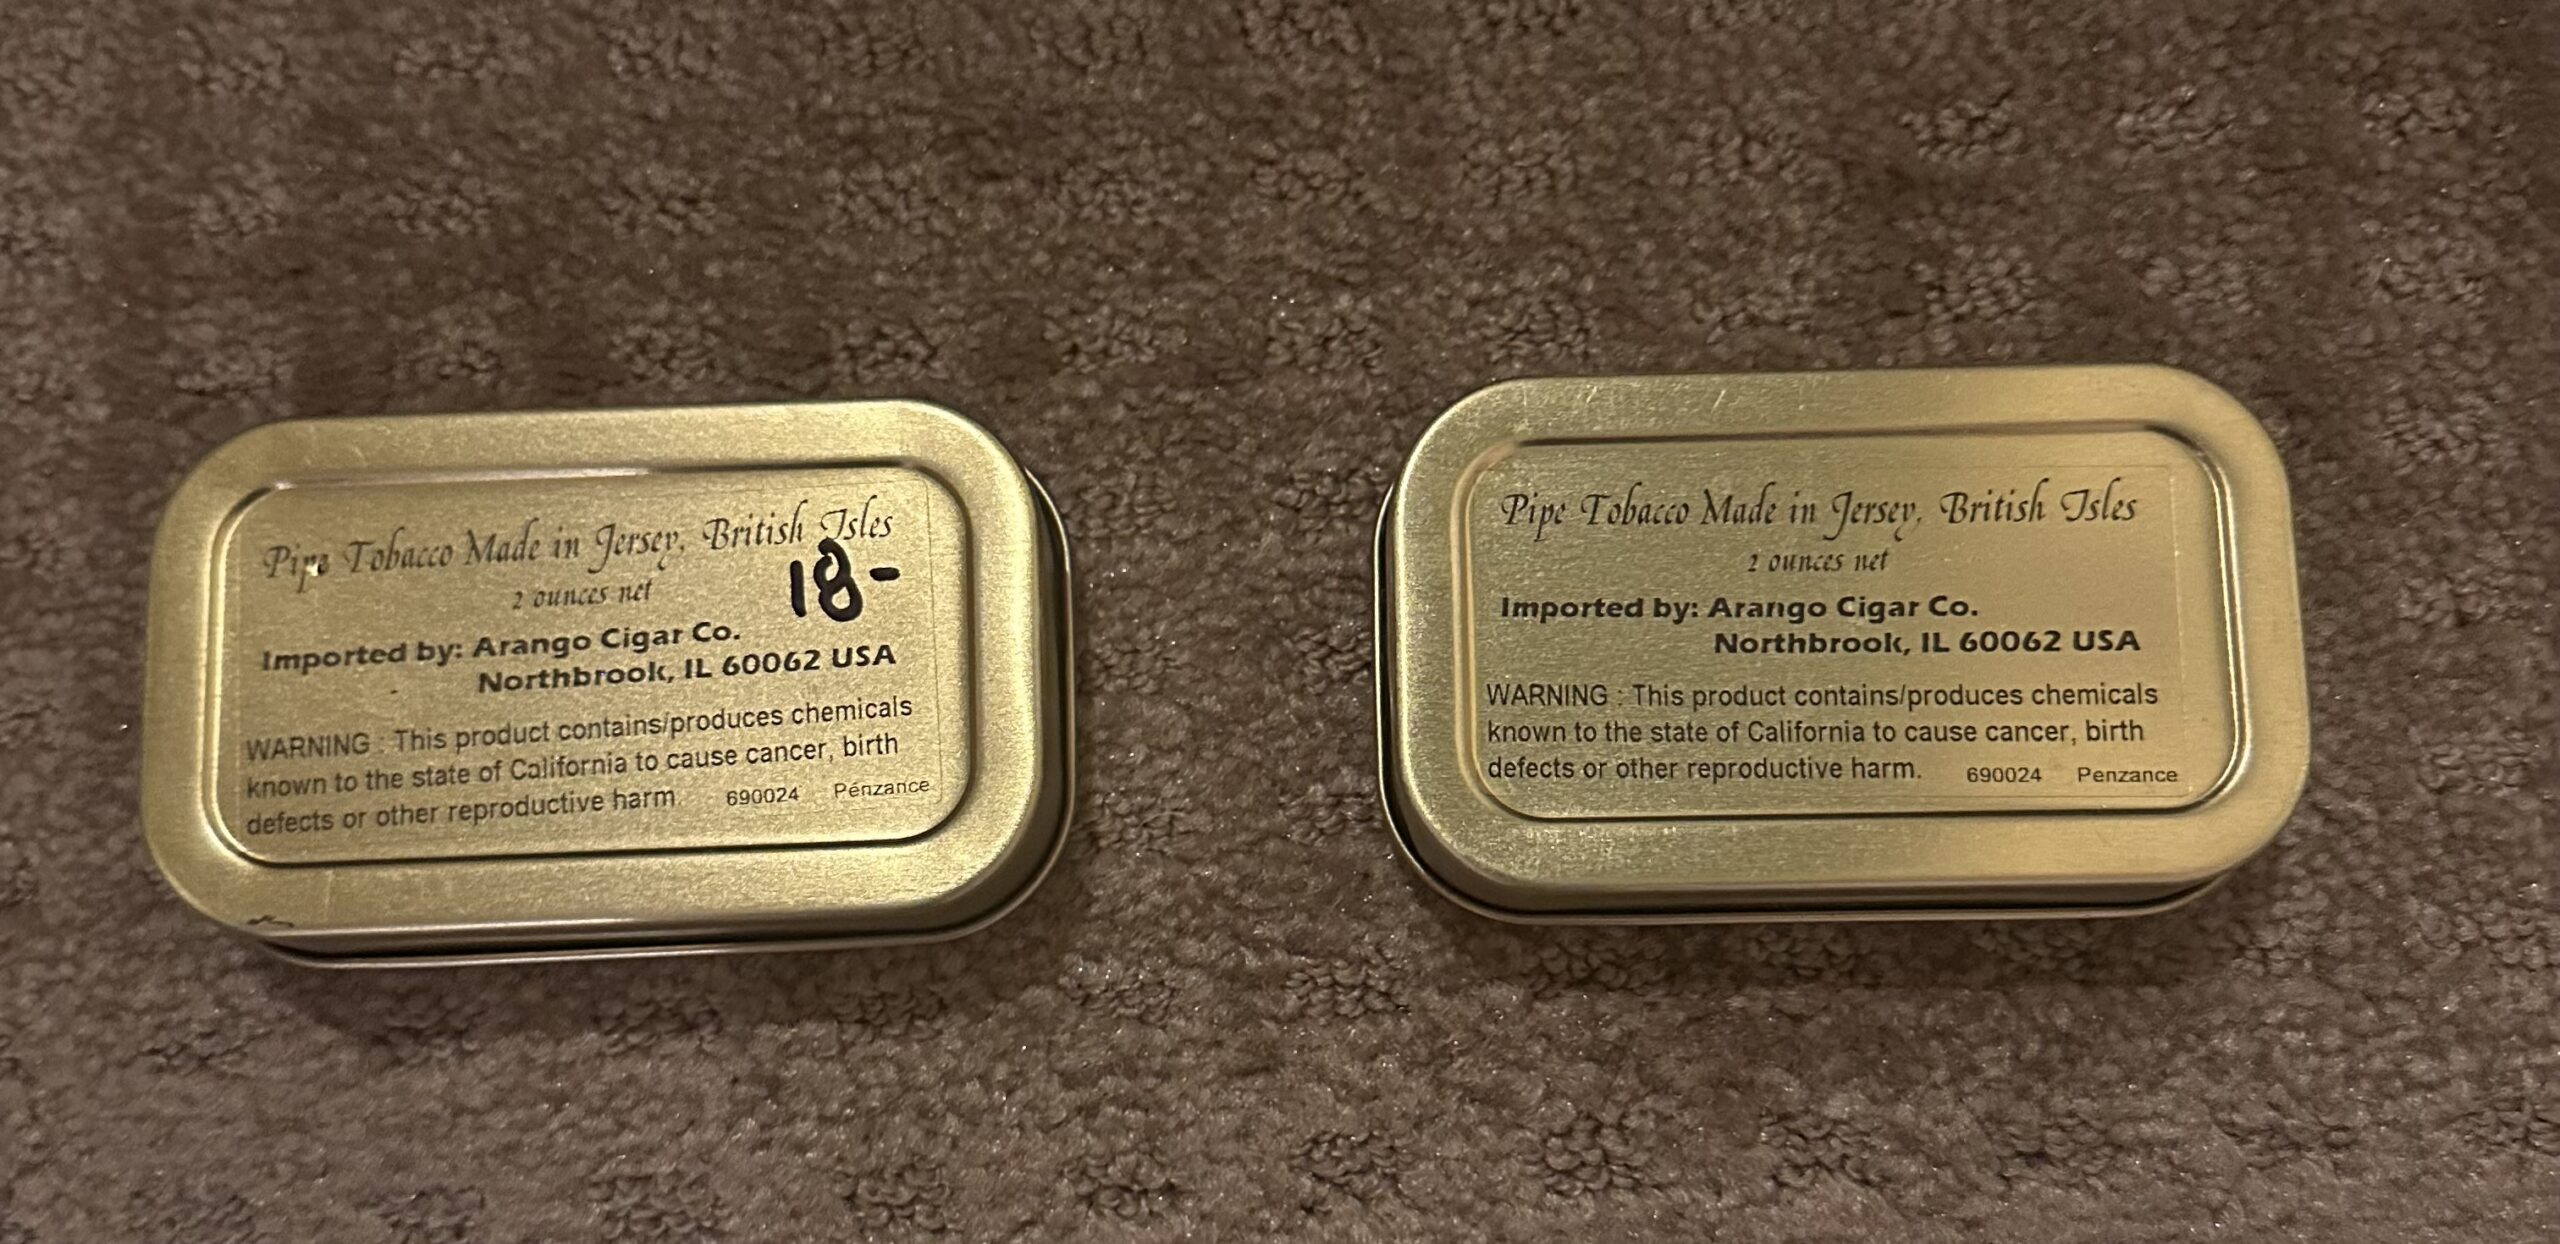 Pipe Tobacco Made in Jersey, British Isles
2 ounces net
18-
Imported by: Arango Cigar Co.
Northbrook, IL 60062 USA
WARNING : This product contains/produces chemicals
known to the state of California to cause cancer, birth
defects or other reproductive harm. 690024 Penzance
Pipe Tobacco Made in Jersey, British Isles
2 ounces net
Imported by: Arango Cigar Co.
Northbrook, IL 60062 USA
WARNING : This product contains/produces chemicals
known to the state of California to cause cancer, birth
defects or other reproductive harm. 690024 Penzance